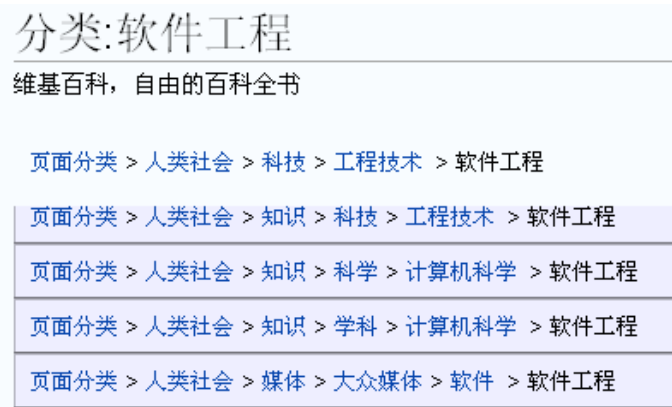 分类:软件工程
维基百科，自由的百科全书
页面分类 > 人类社会 > 科技 > 工程技术 > 软件工程
页面分类 > 人类社会 > 知识 > 科技 > 工程技术 > 软件工程
页面分类 > 人类社会 > 知识 > 科学 > 计算机科学 > 软件工程
页面分类 > 人类社会 > 知识 > 学科 > 计算机科学 > 软件工程
页面分类 > 人类社会 > 媒体 > 大众媒体 > 软件 > 软件工程